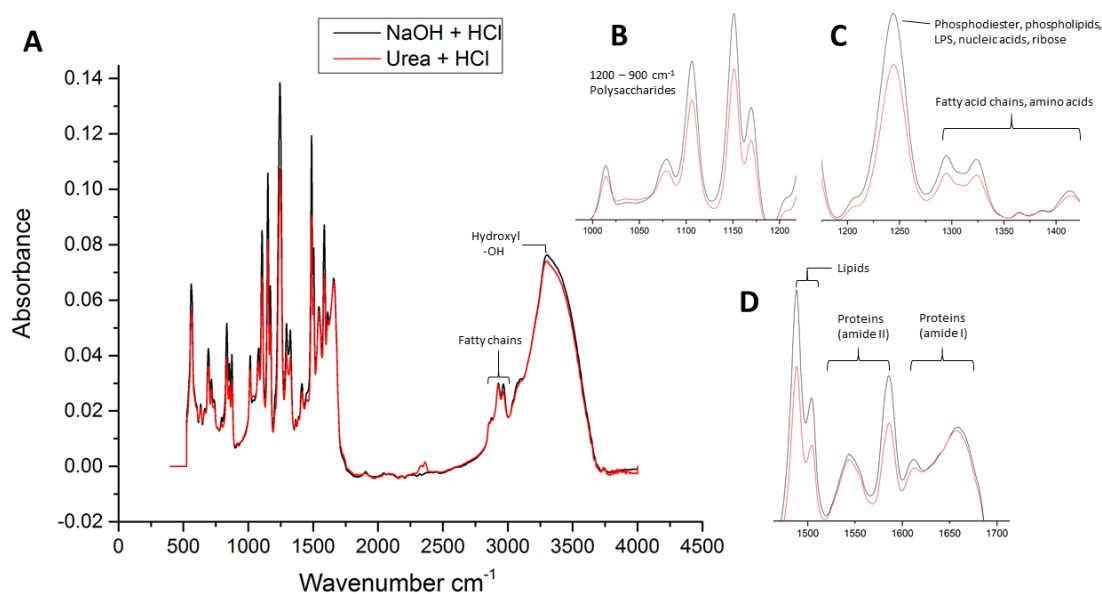 A
NaOH + HCl
Urea + HCl
0.14
0.12
0.10
0.08
0.06
0.04
0.02
0.00
-0.02
Absorbance
0
500
1000
1500
2000
2500
3000
3500
4000
4500
Wavenumber cm-1
Hydroxyl
-OH
Fatty chains
B
1200 – 900 cm-1
Polysaccharides
1000
1050
1100
1150
1200
C
Phosphodiester, phospholipids,
LPS, nucleic acids, ribose
Fatty acid chains, amino acids
1200
1250
1300
1350
1400
D
Lipids
Proteins
(amide II)
Proteins
(amide I)
1500
1550
1600
1650
1700